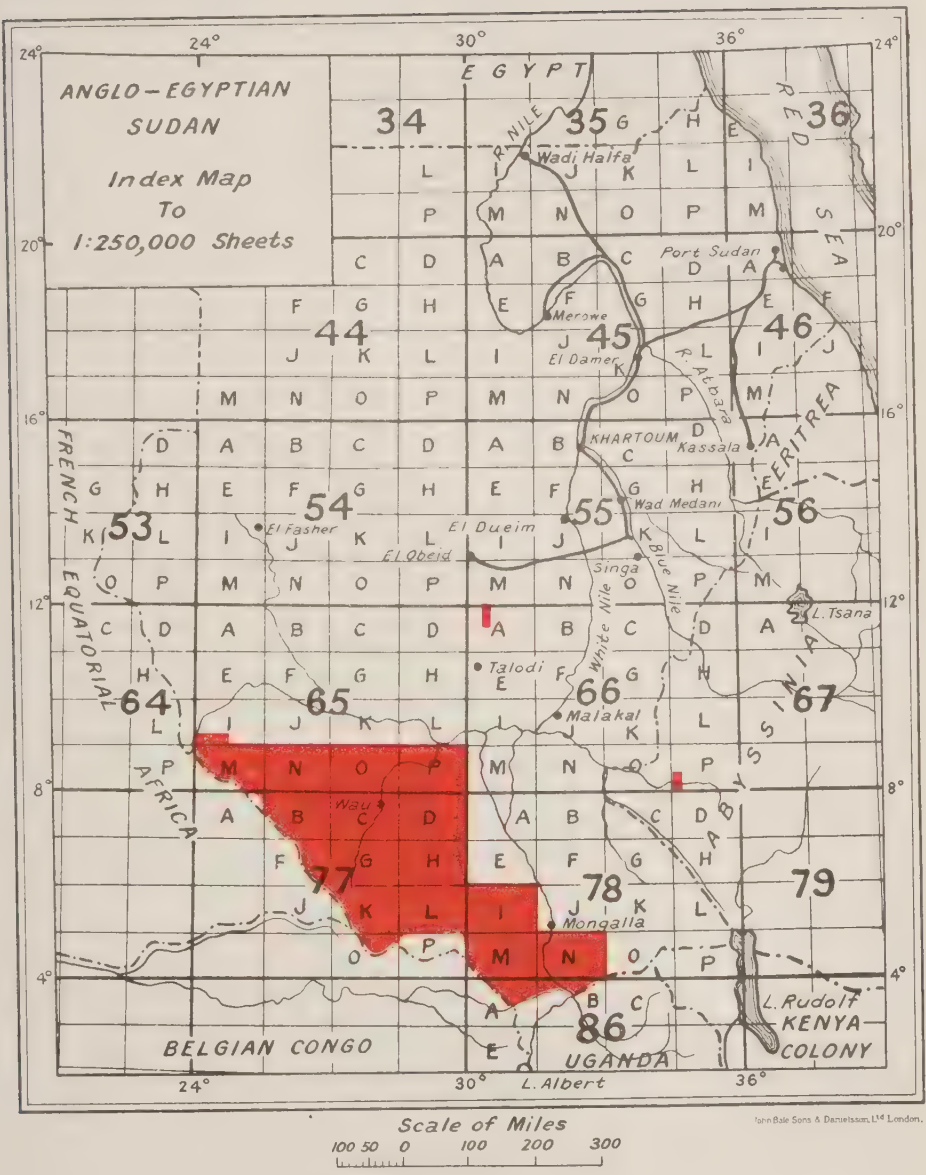 24° 30° 36°
24° EGYPT 24°
ANGLO-EGYPTIAN
SUDAN
Index Map
To
1:250,000 Sheets
34 35 G H E 36
RED SEA
R. NILE
Wadi Halfa
L I J K L I
P M N O P M
20° 20°
Port Sudan
C D A B C D A
F G H E F G H E F
Merowe
44 45 46
J K L I J K L I J
El Damer
R. Atbara
M N O P M N O P M
16° 16°
D A B C D A B KHARTOUM C D Kassala A
ERITREA
FRENCH EQUATORIAL AFRICA
G H E F G H E F G H E
53 54 55 56
Wad Medani
El Dueim
El Fasher
K L I J K L I J K L I
El Obeid
Singa
Blue Nile
White Nile
O P M N O P M N O P M
12° 12°
L. Tsana
C D A B C D A B C D A
Talodi
H E F G H E F G H
64 65 66 67
ABYSSINIA
L I J K L I J K L
Malakal
P M N O P M N O P
8° 8°
Wau
A B C D A B C D
F G H E F G H
77 78 79
J K L I J K L
Mongalla
O P M N O P
4° 4°
A B C
86
L. Rudolf
KENYA
COLONY
BELGIAN CONGO E UGANDA
24° 30° 36°
L. Albert
Scale of Miles
100 50 0 100 200 300
John Bale Sons & Danielsson, Ltd London.